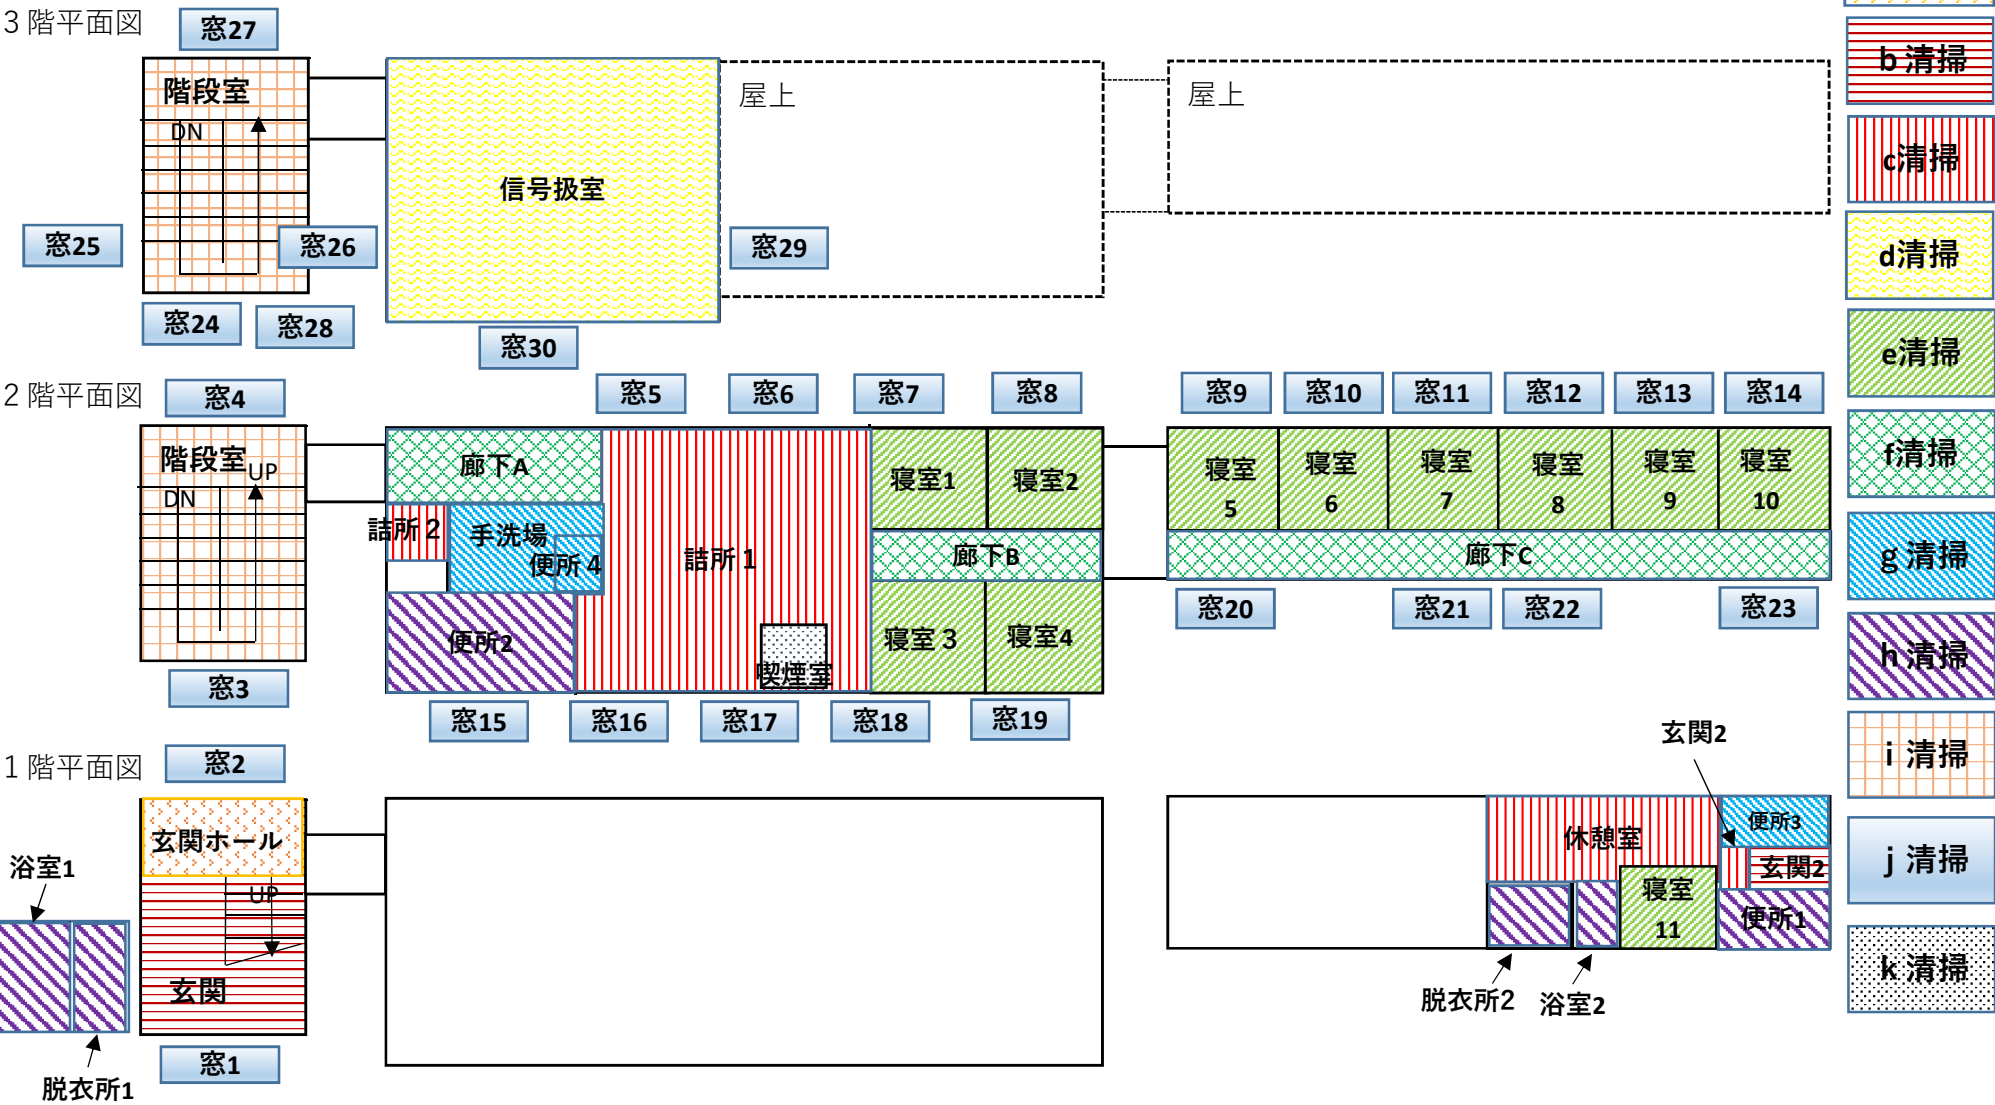 3階平面図
窓27
階段室
DN
窓25
窓26
窓24
窓28
信号扱室
屋上
屋上
窓29
窓30
2階平面図
窓4
窓5
窓6
窓7
窓8
窓9
窓10
窓11
窓12
窓13
窓14
階段室
UP
DN
廊下A
詰所2
手洗場
便所4
詰所1
便所2
喫煙室
寝室1
寝室2
廊下B
寝室3
寝室4
寝室
5
寝室
6
寝室
7
寝室
8
寝室
9
寝室
10
廊下C
窓20
窓21
窓22
窓23
窓3
窓15
窓16
窓17
窓18
窓19
1階平面図
窓2
玄関ホール
UP
浴室1
玄関
窓1
脱衣所1
玄関2
休憩室
便所3
玄関2
寝室
11
便所1
脱衣所2
浴室2
b清掃
c清掃
d清掃
e清掃
f清掃
g清掃
h清掃
i清掃
j清掃
k清掃